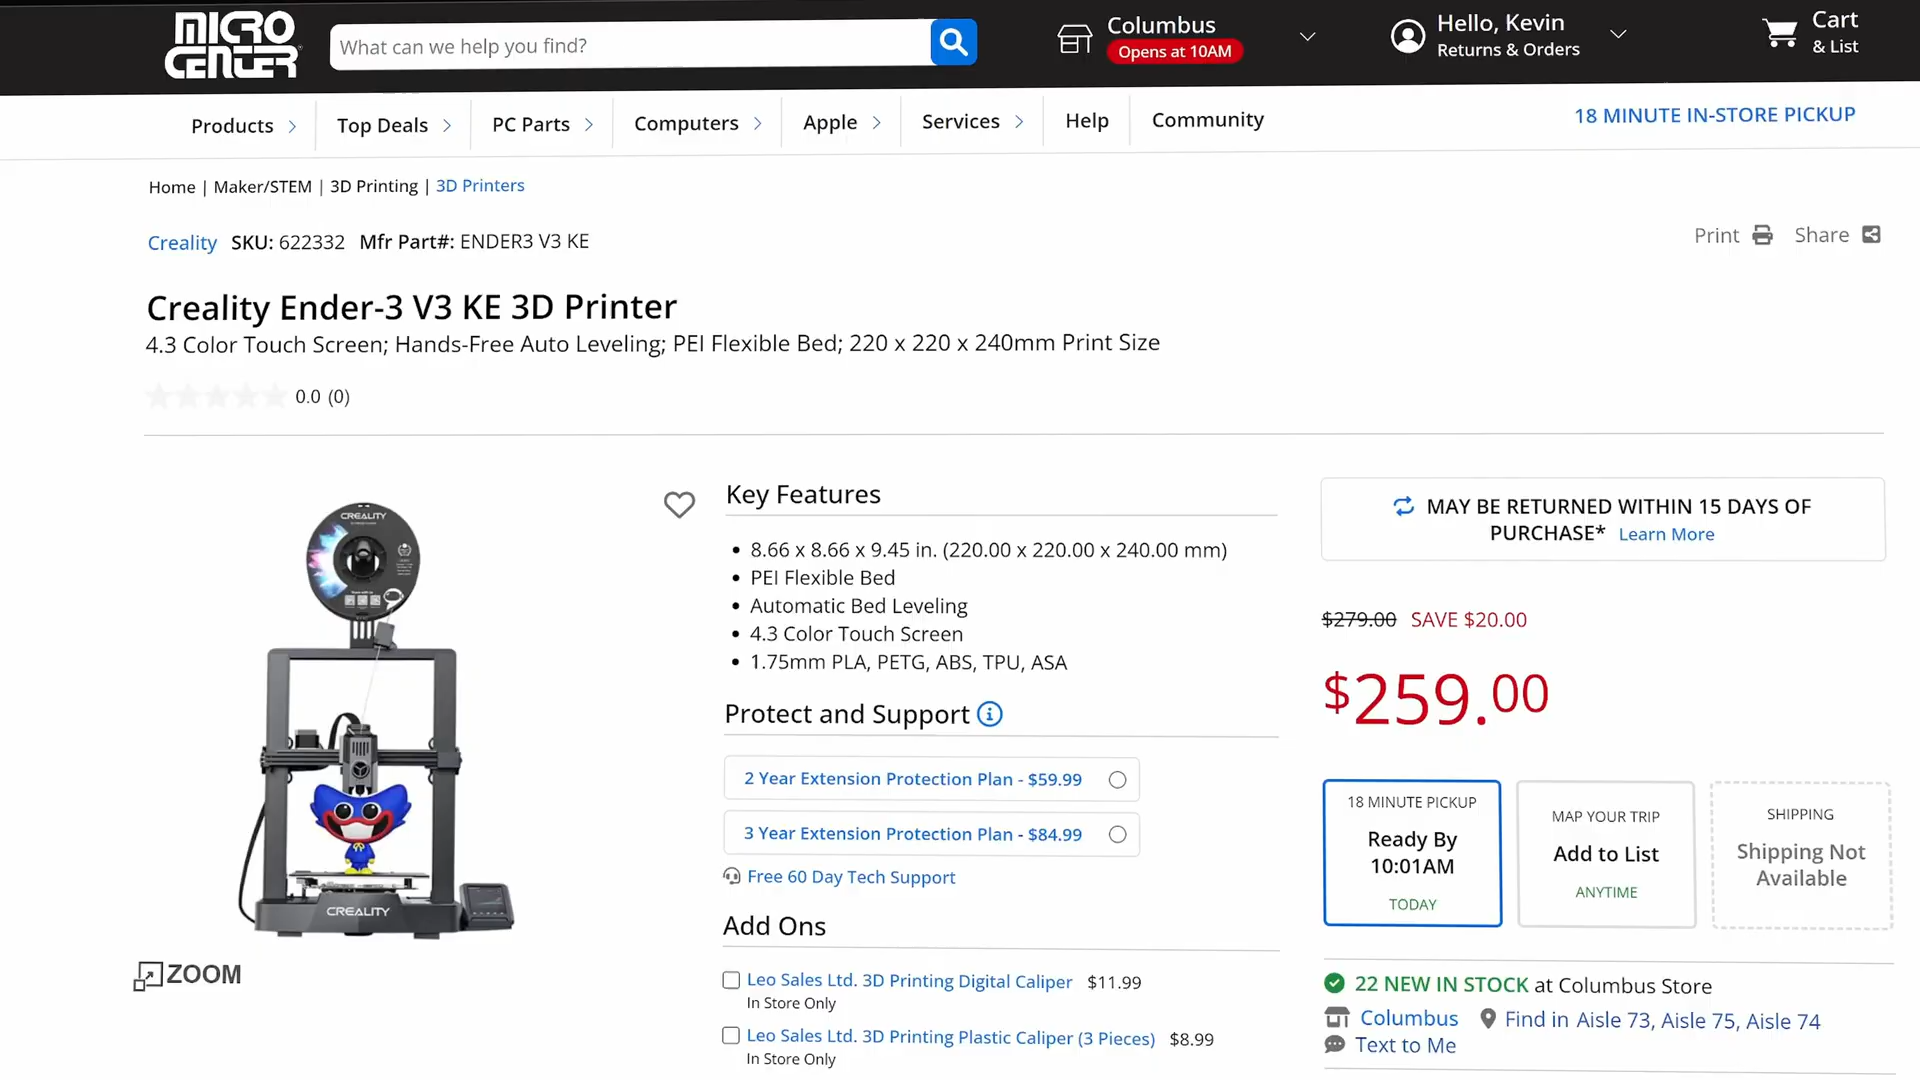 MICRO
CENTER
What can we help you find?
Columbus
Opens at 10AM
Hello, Kevin
Returns & Orders
Cart
& List
Products
Top Deals
PC Parts
Computers
Apple
Services
Help
Community
18 MINUTE IN-STORE PICKUP
Home | Maker/STEM | 3D Printing | 3D Printers
Creality SKU: 622332 Mfr Part#: ENDER3 V3 KE
Print
Share
Creality Ender-3 V3 KE 3D Printer
4.3 Color Touch Screen; Hands-Free Auto Leveling; PEI Flexible Bed; 220 x 220 x 240mm Print Size
0.0 (0)
CREALITY
CREALITY
ZOOM
Key Features
• 8.66 x 8.66 x 9.45 in. (220.00 x 220.00 x 240.00 mm)
• PEI Flexible Bed
• Automatic Bed Leveling
• 4.3 Color Touch Screen
• 1.75mm PLA, PETG, ABS, TPU, ASA
Protect and Support
2 Year Extension Protection Plan - $59.99
3 Year Extension Protection Plan - $84.99
Free 60 Day Tech Support
Add Ons
Leo Sales Ltd. 3D Printing Digital Caliper $11.99
In Store Only
Leo Sales Ltd. 3D Printing Plastic Caliper (3 Pieces) $8.99
In Store Only
MAY BE RETURNED WITHIN 15 DAYS OF
PURCHASE* Learn More
$279.00 SAVE $20.00
$259.00
18 MINUTE PICKUP
Ready By
10:01AM
TODAY
MAP YOUR TRIP
Add to List
ANYTIME
SHIPPING
Shipping Not
Available
22 NEW IN STOCK at Columbus Store
Columbus
Find in Aisle 73, Aisle 75, Aisle 74
Text to Me